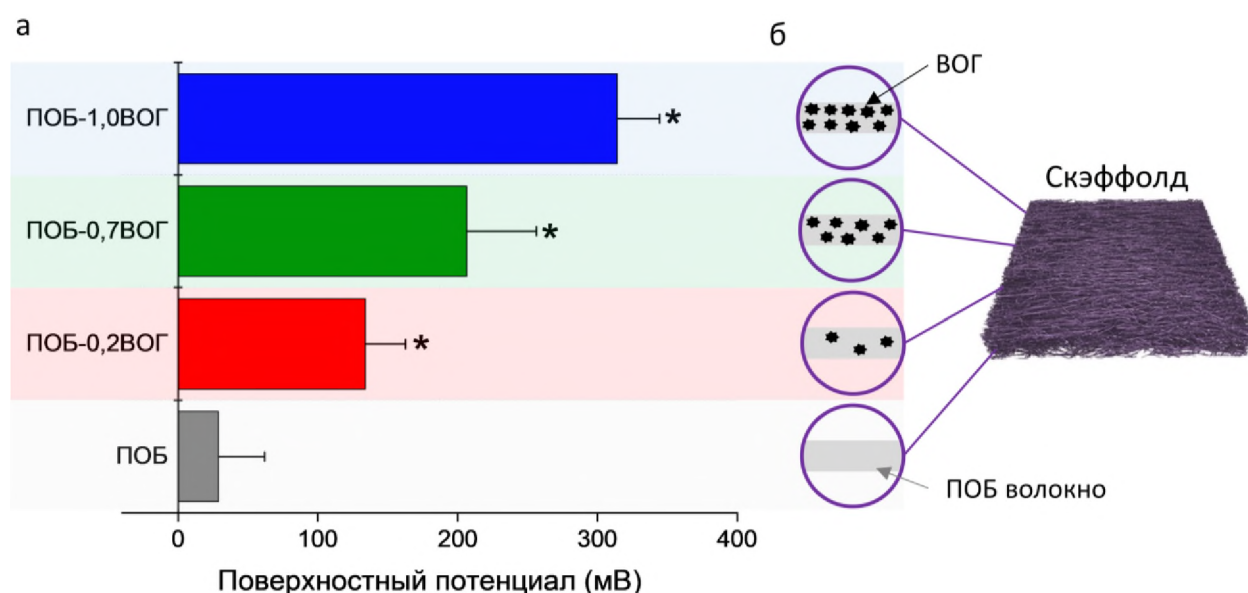 а
б
ПОБ-1,0ВОГ
*
ВОГ
ПОБ-0,7ВОГ
*
Скэффолд
ПОБ-0,2ВОГ
*
ПОБ
ПОБ волокно
0 100 200 300 400
Поверхностный потенциал (мВ)